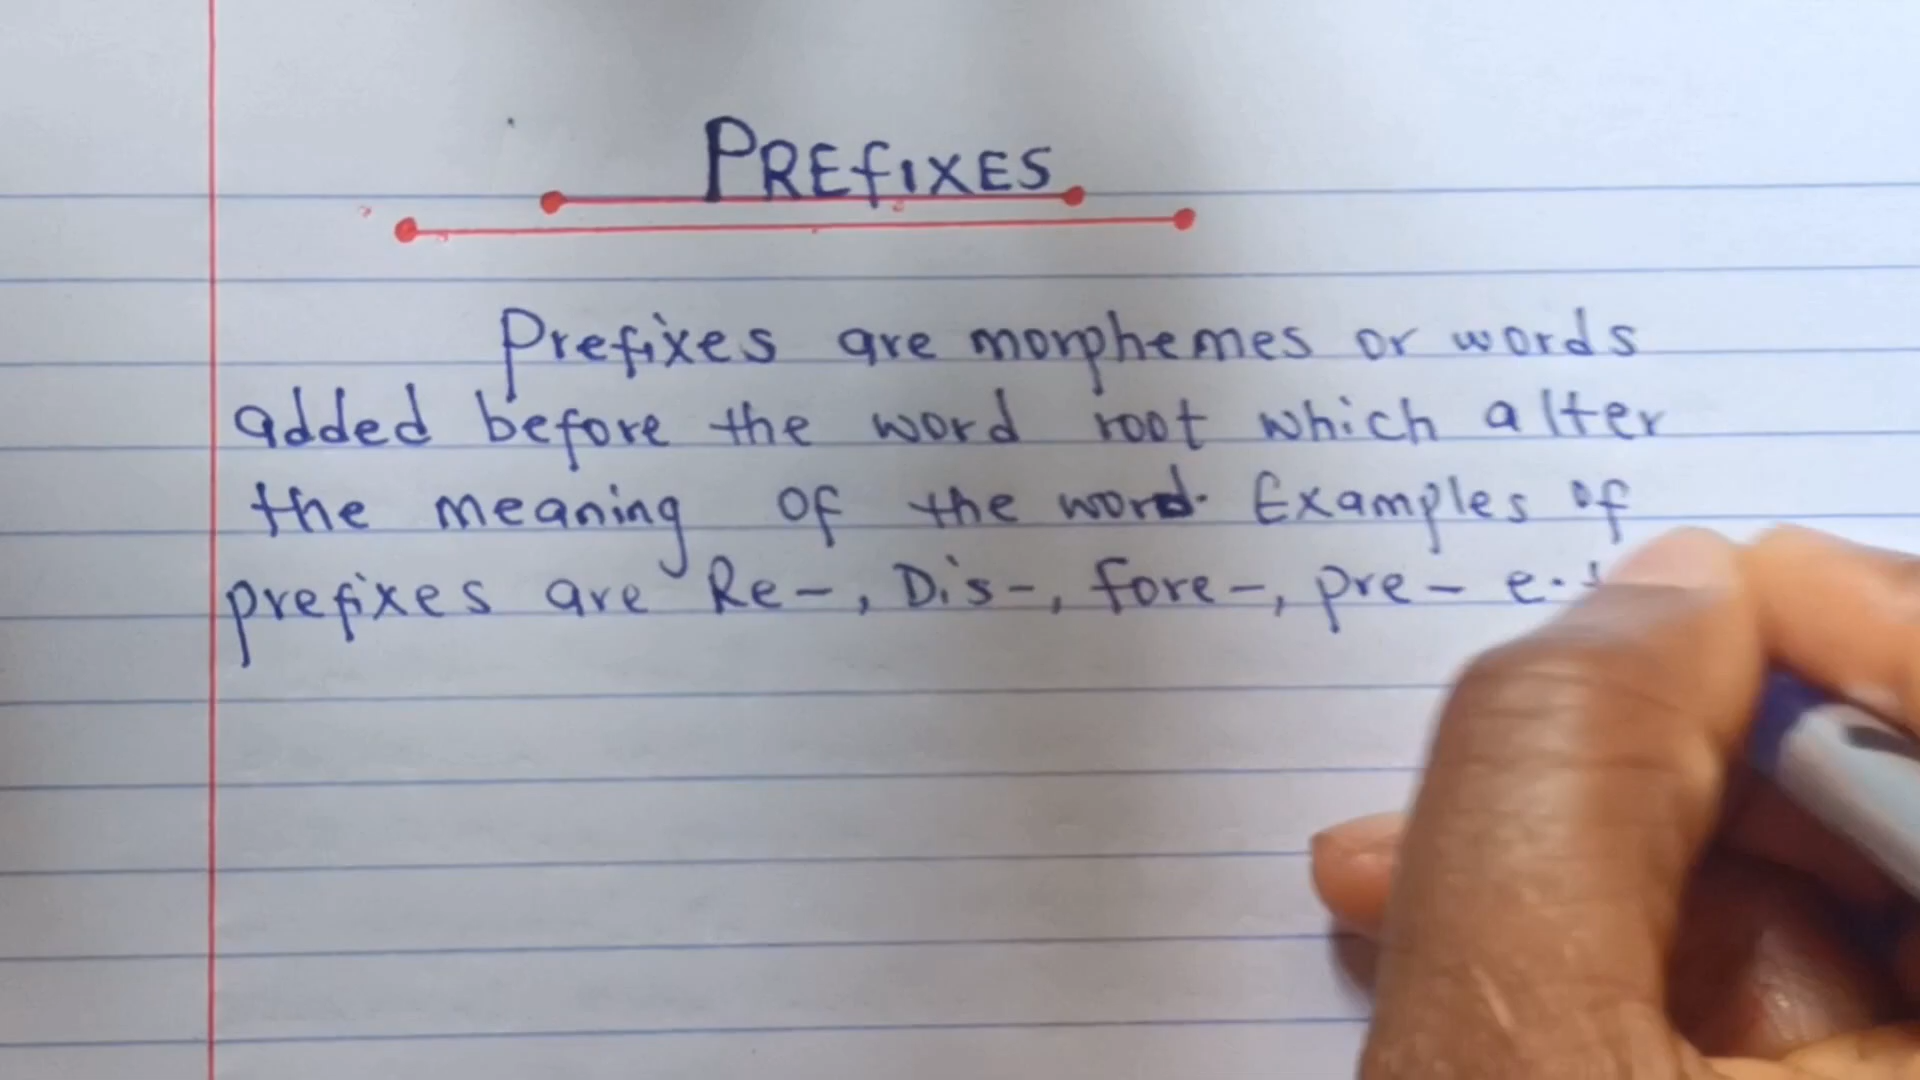 PREFIXES
Prefixes are morphemes or words
added before the word root which alter
the meaning of the word. Examples of
prefixes are Re-, Dis-, fore-, pre-